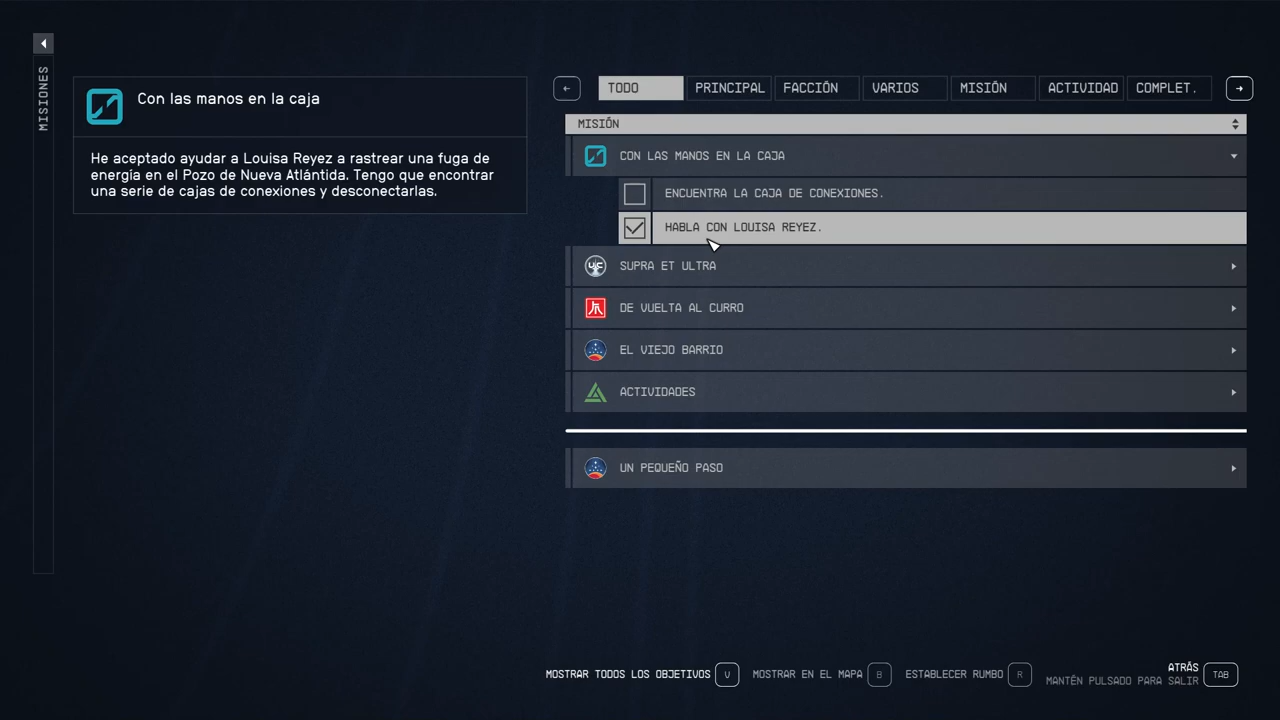 MISIONES
Con las manos en la caja
He aceptado ayudar a Louisa Reyez a rastrear una fuga de
energía en el Pozo de Nueva Atlántida. Tengo que encontrar
una serie de cajas de conexiones y desconectarlas.
TODO
PRINCIPAL
FACCIÓN
VARIOS
MISIÓN
ACTIVIDAD
COMPLET.
MISIÓN
CON LAS MANOS EN LA CAJA
ENCUENTRA LA CAJA DE CONEXIONES.
HABLA CON LOUISA REYEZ.
UC
SUPRA ET ULTRA
DE VUELTA AL CURRO
EL VIEJO BARRIO
ACTIVIDADES
UN PEQUEÑO PASO
MOSTRAR TODOS LOS OBJETIVOS V
MOSTRAR EN EL MAPA B
ESTABLECER RUMBO R
ATRÁS
MANTÉN PULSADO PARA SALIR
TAB